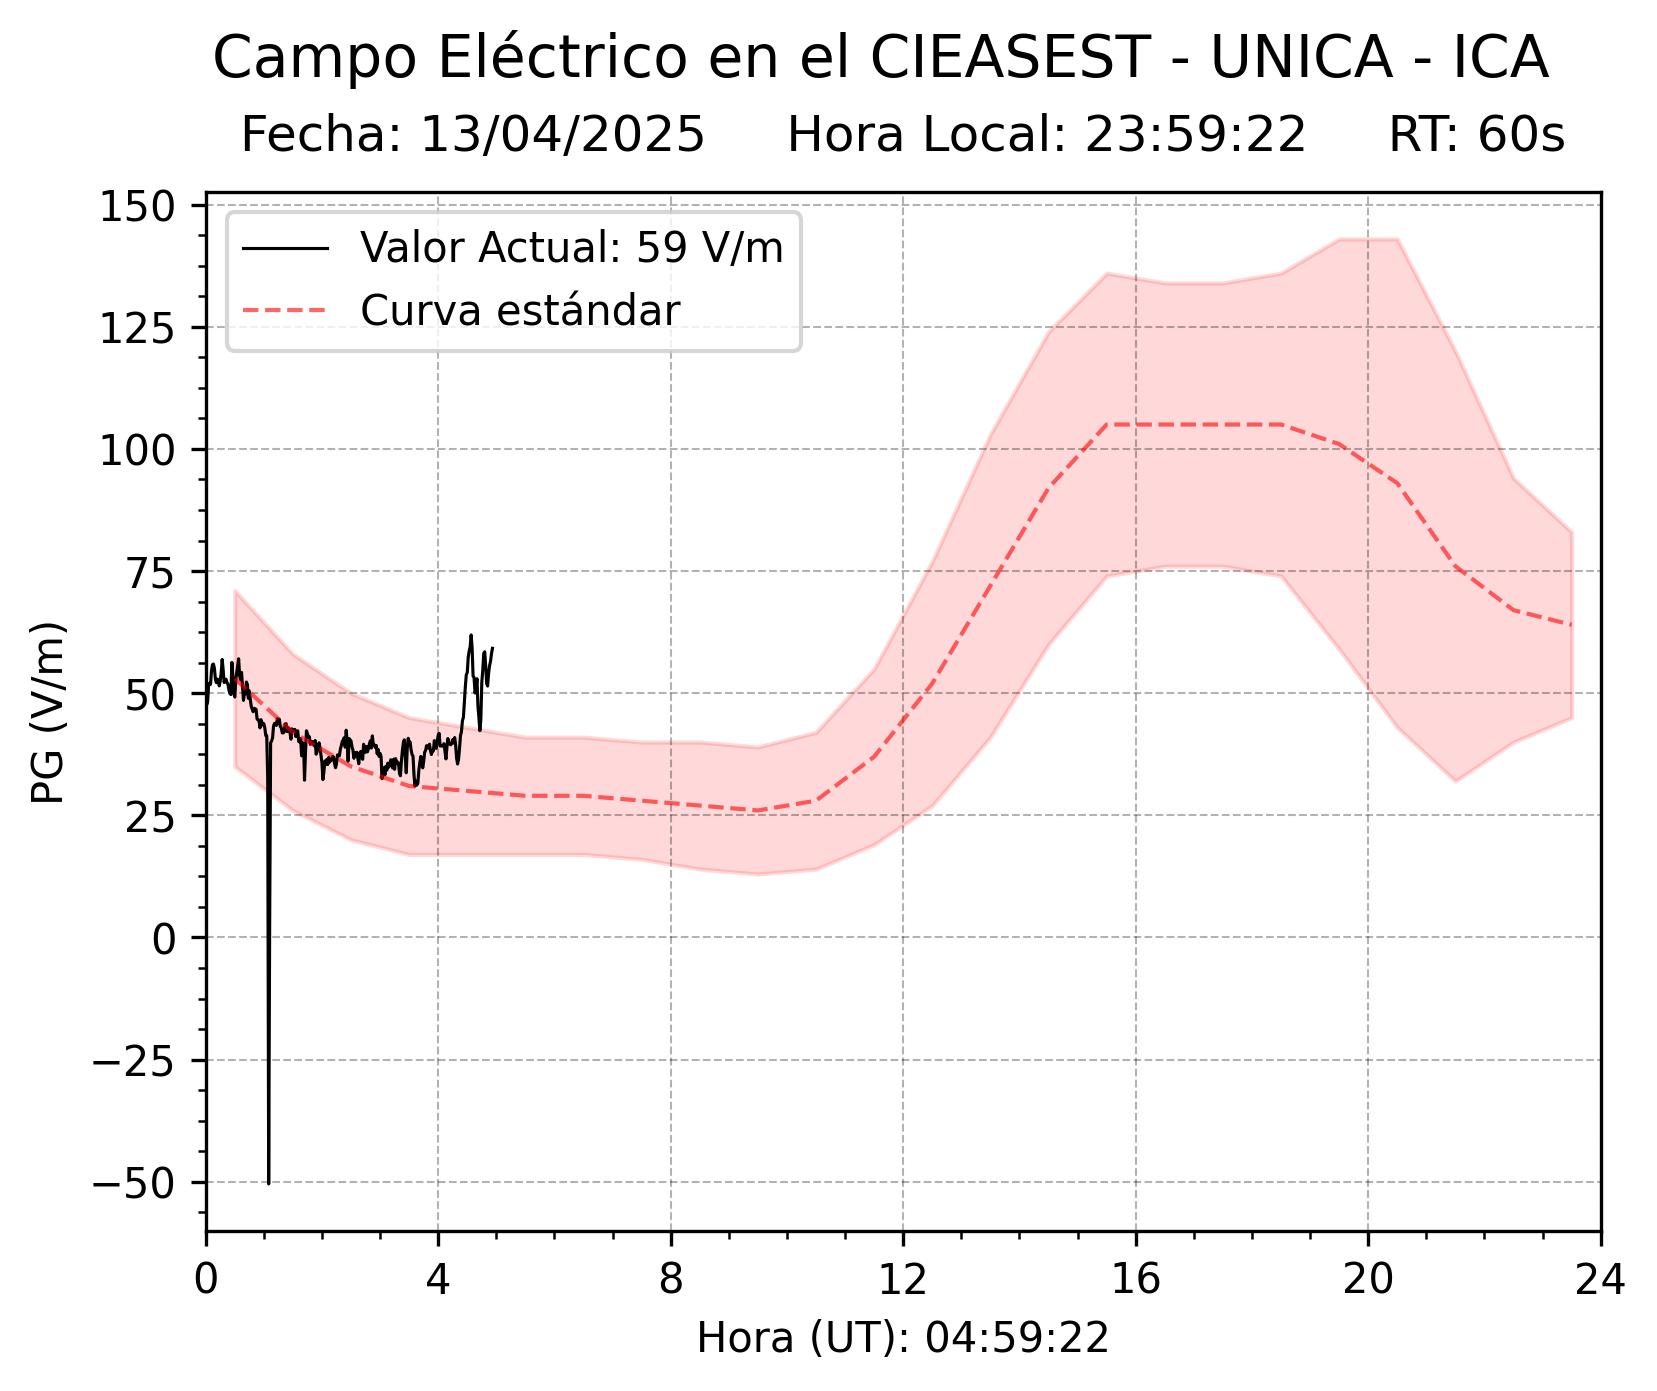 Campo Eléctrico en el CIEASEST - UNICA - ICA
Fecha: 13/04/2025 Hora Local: 23:59:22 RT: 60s
Valor Actual: 59 V/m
Curva estándar
PG (V/m)
150
125
100
75
50
25
0
−25
−50
0 4 8 12 16 20 24
Hora (UT): 04:59:22